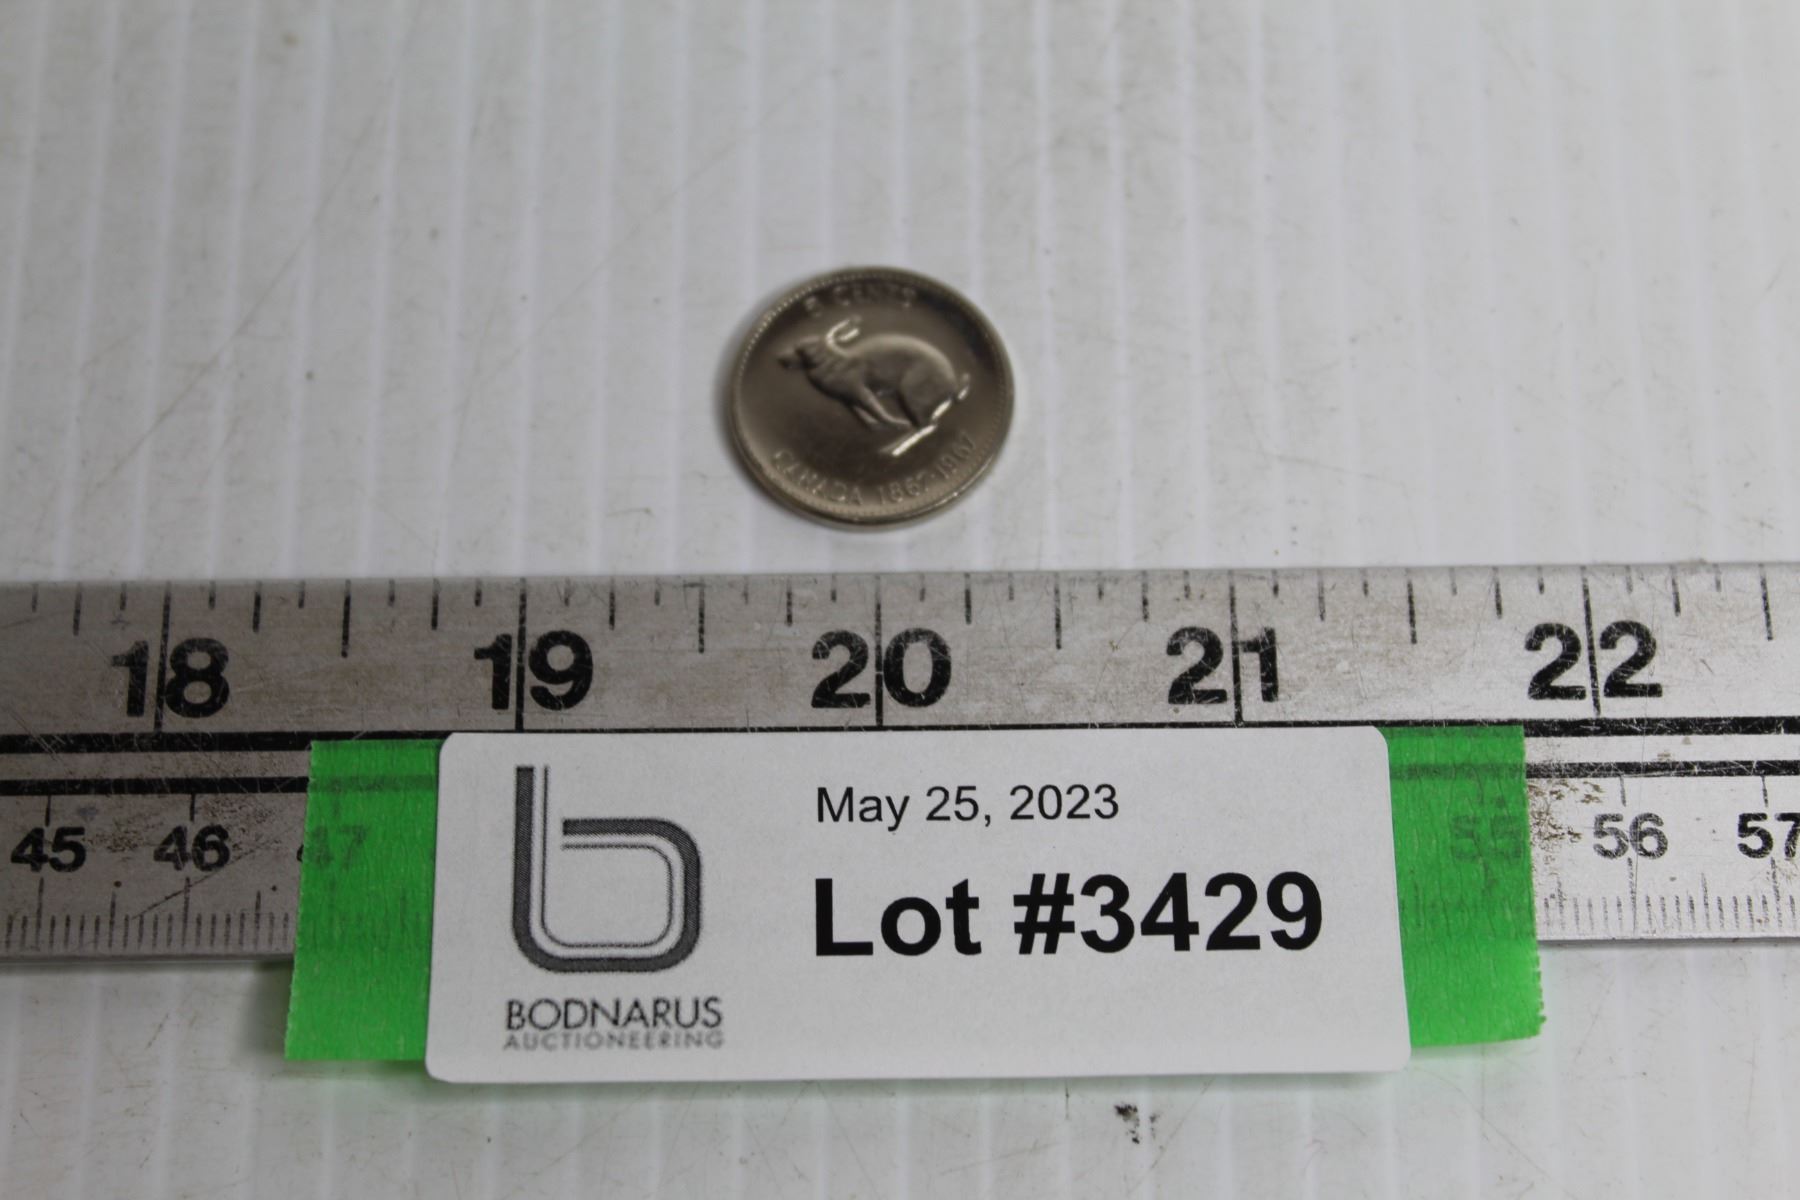 5 CENTS
CANADA 1867-1967
18 19 20 21 22
45 46 47 55 56 57
May 25, 2023
Lot #3429
BODNARUS
AUCTIONEERING